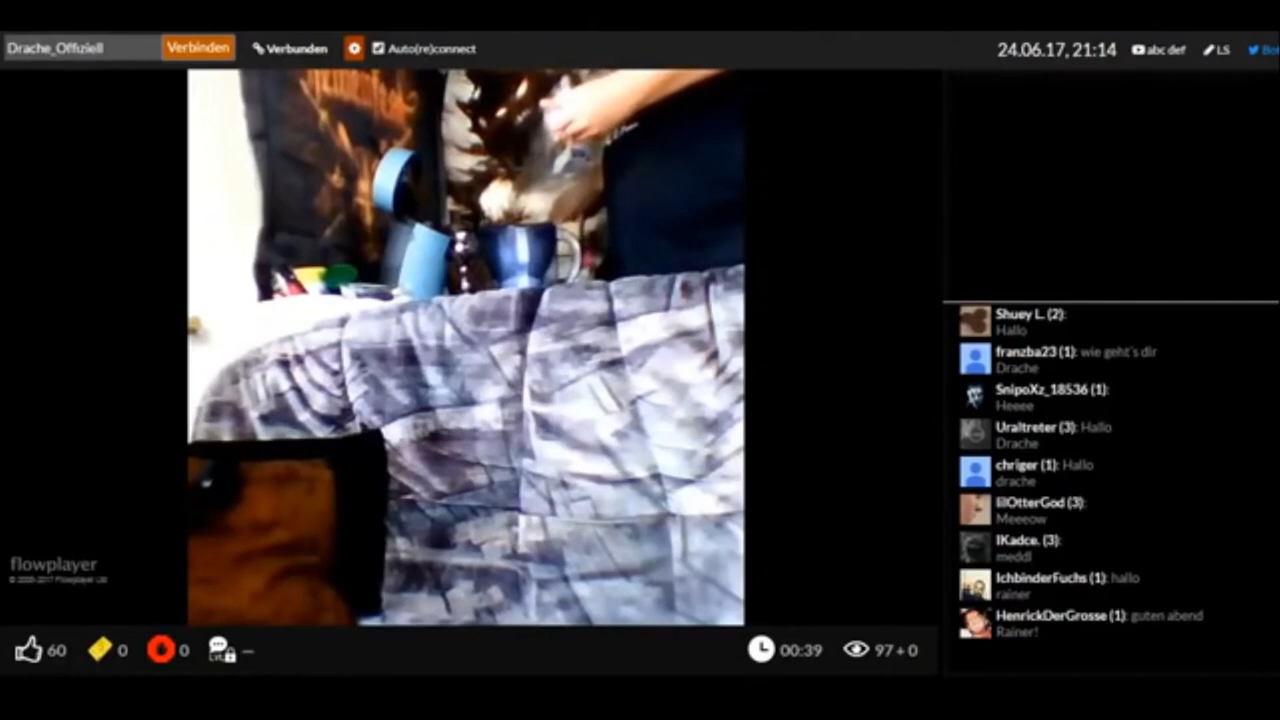 Drache_Offiziell Verbinden Verbunden Auto(re)connect 24.06.17, 21:14 abc def LS
Shuey L. (2):
Hallo
franzba23 (1): wie geht's dir
Drache
SnipoXz_18536 (1):
Heeee
Uraltreter (3): Hallo
Drache
chriger (1): Hallo
drache
lilOtterGod (3):
Meeeow
IKadce. (3):
meddl
IchbinderFuchs (1): hallo
rainer
HenrickDerGrosse (1): guten abend
Rainer!
flowplayer
60 0 0 — 00:39 97 + 0